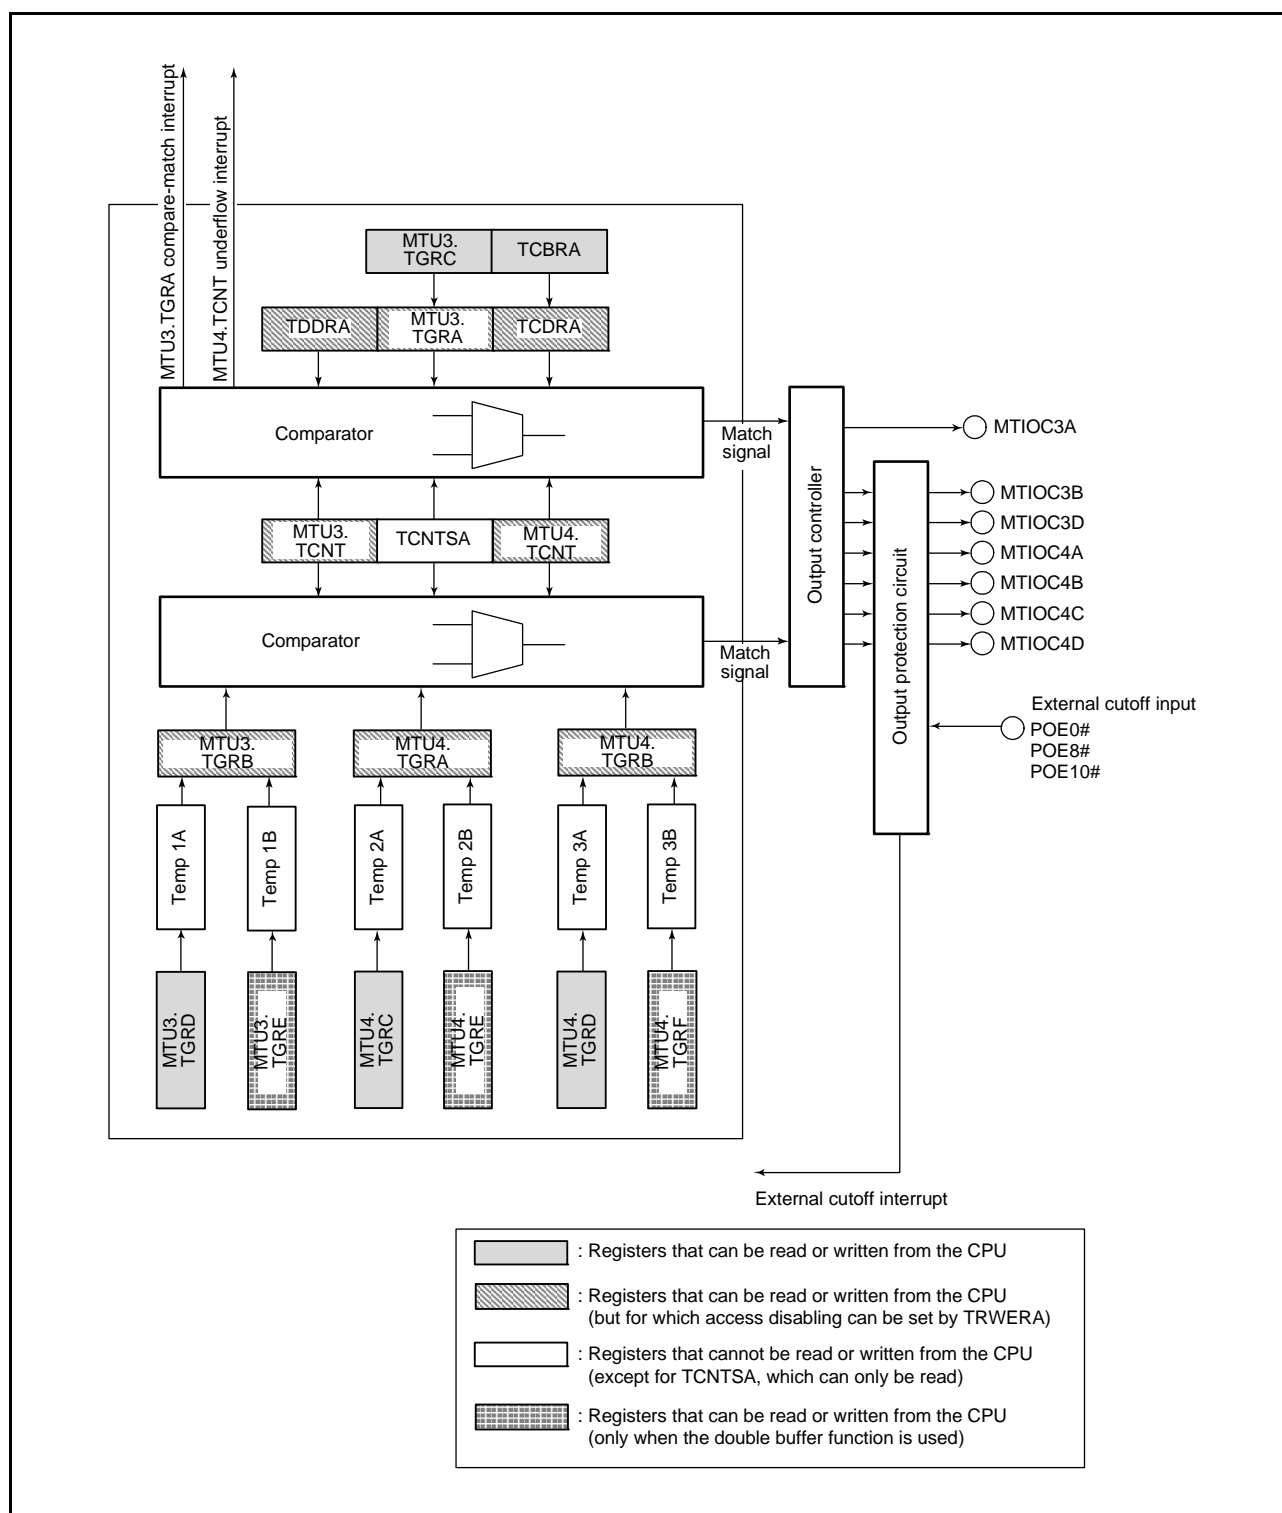 MTU3.TGRA compare-match interrupt
MTU4.TCNT underflow interrupt
MTU3.
TGRC
TCBRA
TDDRA
MTU3.
TGRA
TCDRA
Comparator
Match
signal
MTU3.
TCNT
TCNTSA
MTU4.
TCNT
Comparator
Match
signal
Output controller
Output protection circuit
MTIOC3A
MTIOC3B
MTIOC3D
MTIOC4A
MTIOC4B
MTIOC4C
MTIOC4D
External cutoff input
POE0#
POE8#
POE10#
MTU3.
TGRB
MTU4.
TGRA
MTU4.
TGRB
Temp 1A
Temp 1B
Temp 2A
Temp 2B
Temp 3A
Temp 3B
MTU3.
TGRD
MTU3.
TGRE
MTU4.
TGRC
MTU4.
TGRE
MTU4.
TGRD
MTU4.
TGRF
External cutoff interrupt
: Registers that can be read or written from the CPU
: Registers that can be read or written from the CPU
(but for which access disabling can be set by TRWERA)
: Registers that cannot be read or written from the CPU
(except for TCNTSA, which can only be read)
: Registers that can be read or written from the CPU
(only when the double buffer function is used)